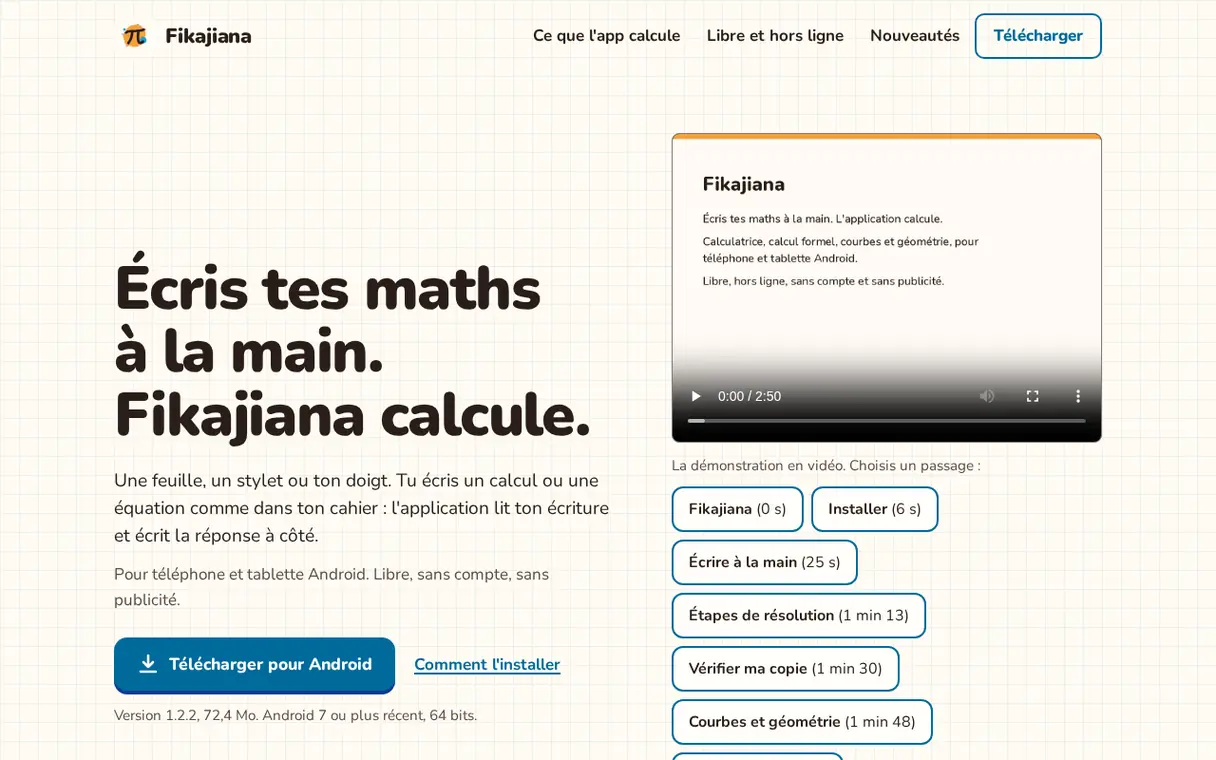 Fikajiana
Ce que l'app calcule
Libre et hors ligne
Nouveautés
Télécharger
Écris tes maths
à la main.
Fikajiana calcule.
Une feuille, un stylet ou ton doigt. Tu écris un calcul ou une
équation comme dans ton cahier : l'application lit ton écriture
et écrit la réponse à côté.
Pour téléphone et tablette Android. Libre, sans compte, sans
publicité.
Télécharger pour Android
Comment l'installer
Version 1.2.2, 72,4 Mo. Android 7 ou plus récent, 64 bits.
Fikajiana
Écris tes maths à la main. L'application calcule.
Calculatrice, calcul formel, courbes et géométrie, pour
téléphone et tablette Android.
Libre, hors ligne, sans compte et sans publicité.
0:00 / 2:50
La démonstration en vidéo. Choisis un passage :
Fikajiana (0 s)
Installer (6 s)
Écrire à la main (25 s)
Étapes de résolution (1 min 13)
Vérifier ma copie (1 min 30)
Courbes et géométrie (1 min 48)